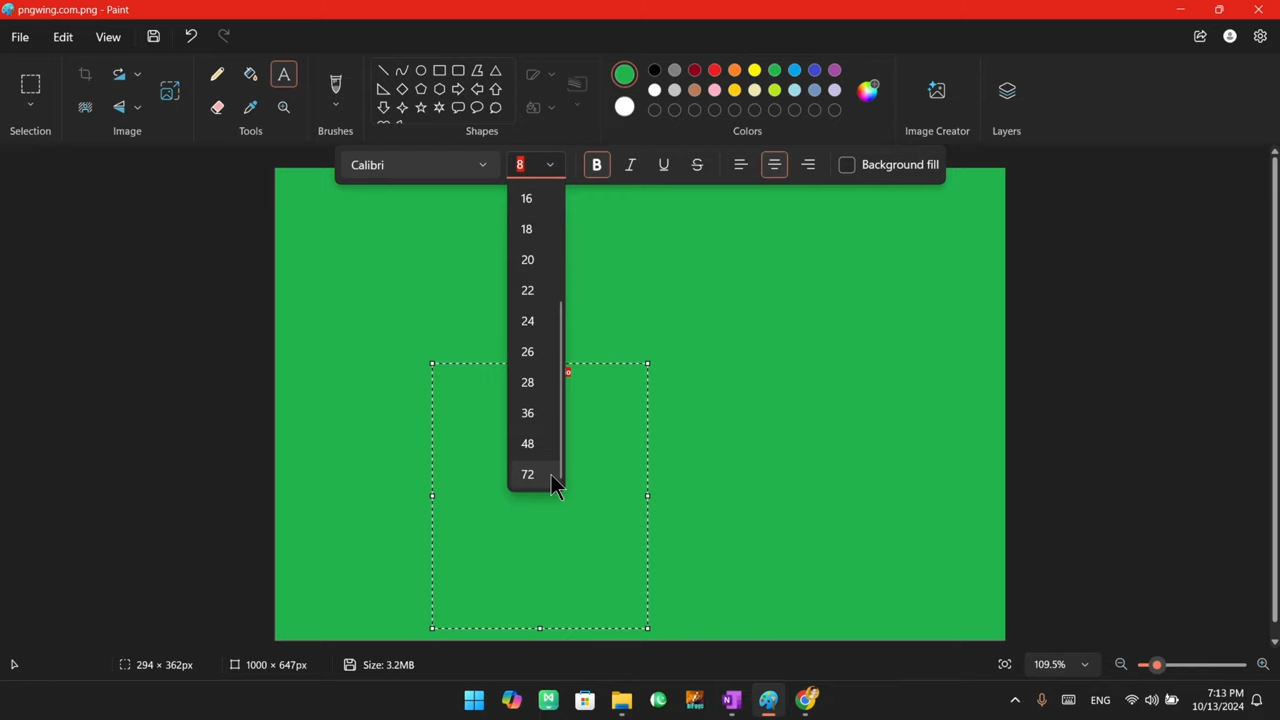 pngwing.com.png - Paint
File Edit View
Selection Image Tools Brushes Shapes Colors Image Creator Layers
Calibri 8 B I U S Background fill
16
18
20
22
24
26
28
36
48
72
294 × 362px 1000 × 647px Size: 3.2MB 109.5%
ENG 7:13 PM
10/13/2024